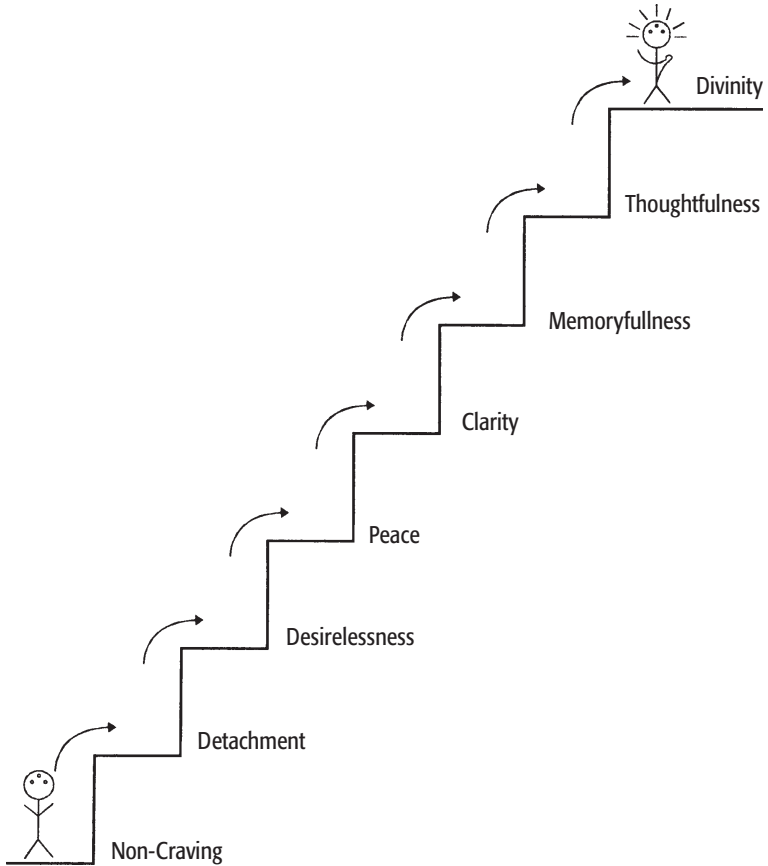 Divinity
Thoughtfulness
Memoryfullness
Clarity
Peace
Desirelessness
Detachment
Non-Craving